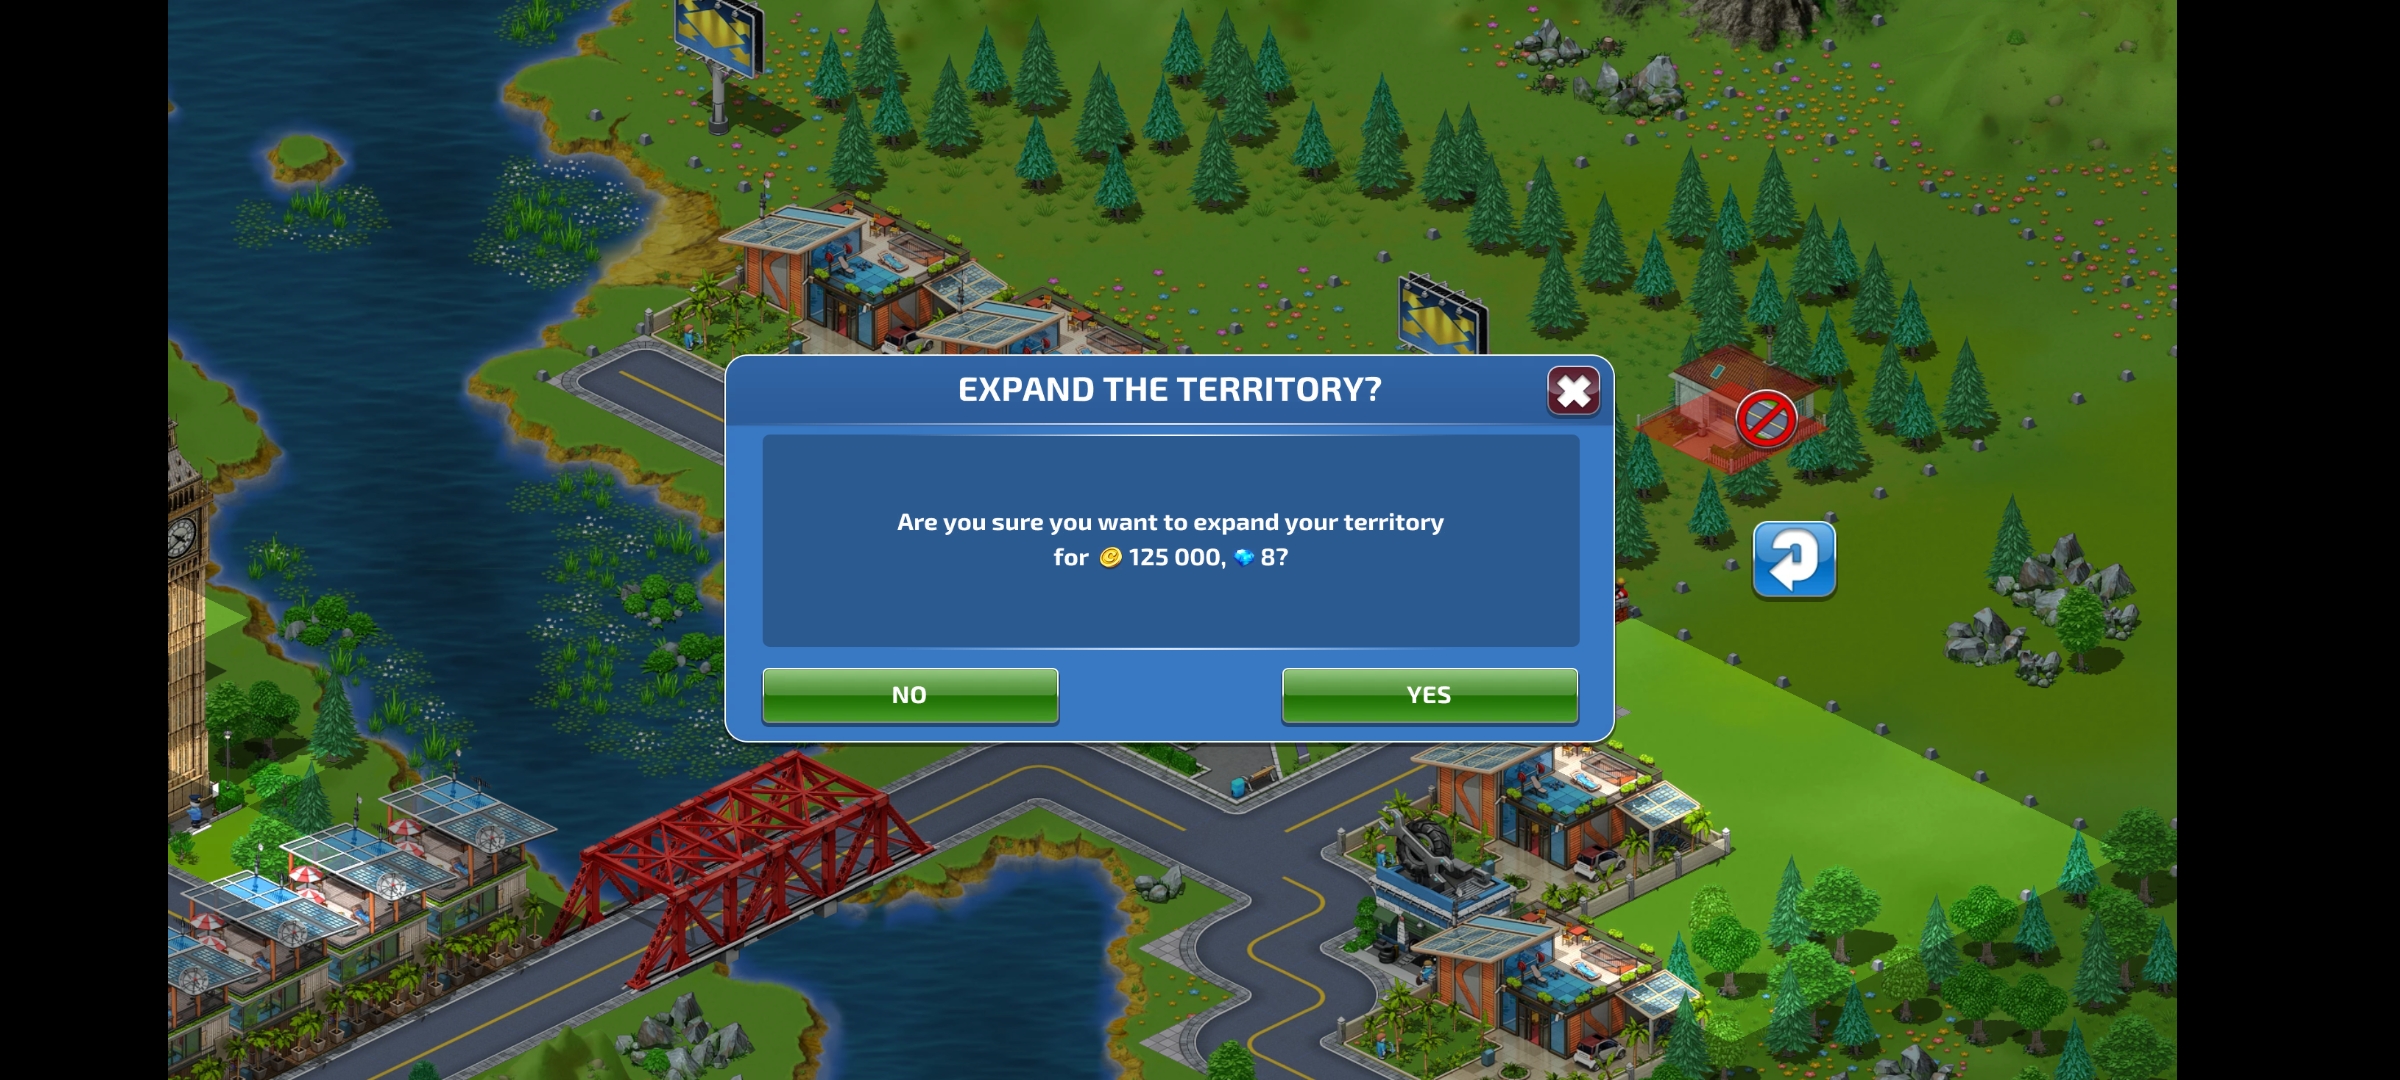 EXPAND THE TERRITORY?
Are you sure you want to expand your territory
for 125 000, 8?
NO
YES